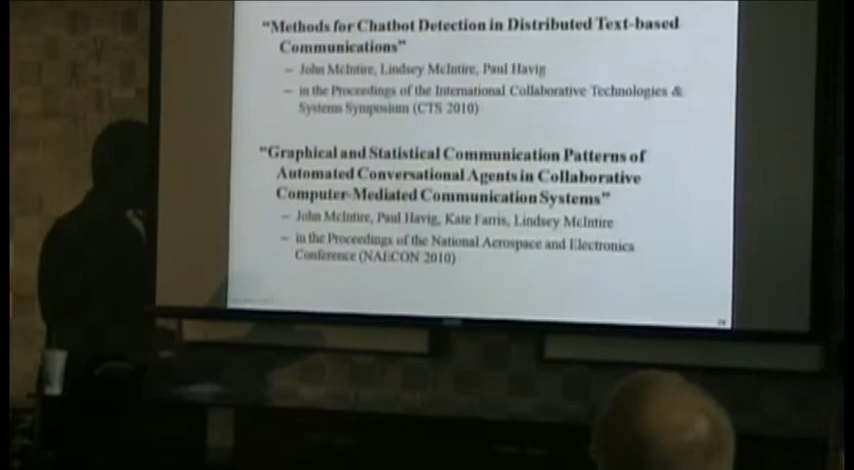 “Methods for Chatbot Detection in Distributed Text-based
Communications”
– John McIntire, Lindsey McIntire, Paul Havig
– in the Proceedings of the International Collaborative Technologies &
Systems Symposium (CTS 2010)
“Graphical and Statistical Communication Patterns of
Automated Conversational Agents in Collaborative
Computer-Mediated Communication Systems”
– John McIntire, Paul Havig, Kate Farris, Lindsey McIntire
– in the Proceedings of the National Aerospace and Electronics
Conference (NAECON 2010)